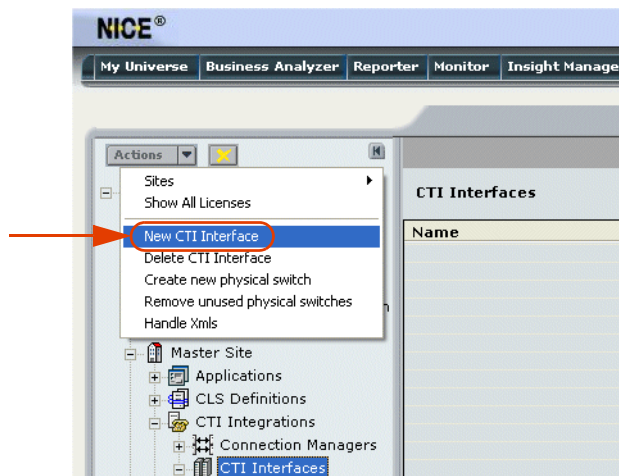 NICE®
My Universe Business Analyzer Reporter Monitor Insight Manage
Actions
Sites
Show All Licenses
CTI Interfaces
New CTI Interface
Name
Delete CTI Interface
Create new physical switch
Remove unused physical switches
n
Handle Xmls
Master Site
Applications
CLS Definitions
CTI Integrations
Connection Managers
CTI Interfaces